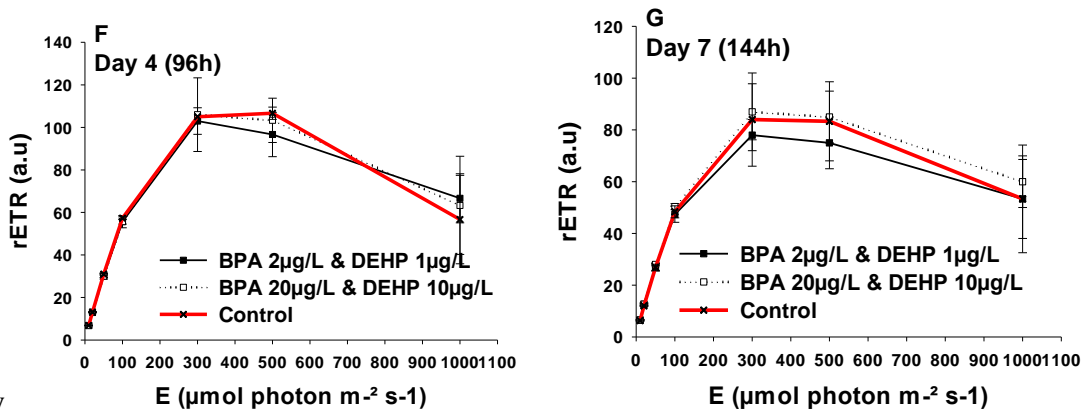 F
Day 4 (96h)
140
120
100
80
60
40
20
0
rETR (a.u)
BPA 2µg/L & DEHP 1µg/L
BPA 20µg/L & DEHP 10µg/L
Control
0 100 200 300 400 500 600 700 800 900 1000 1100
E (µmol photon m-² s-1)
G
Day 7 (144h)
120
100
80
60
40
20
0
rETR (a.u)
BPA 2µg/L & DEHP 1µg/L
BPA 20µg/L & DEHP 10µg/L
Control
0 100 200 300 400 500 600 700 800 900 1000 1100
E (µmol photon m-² s-1)